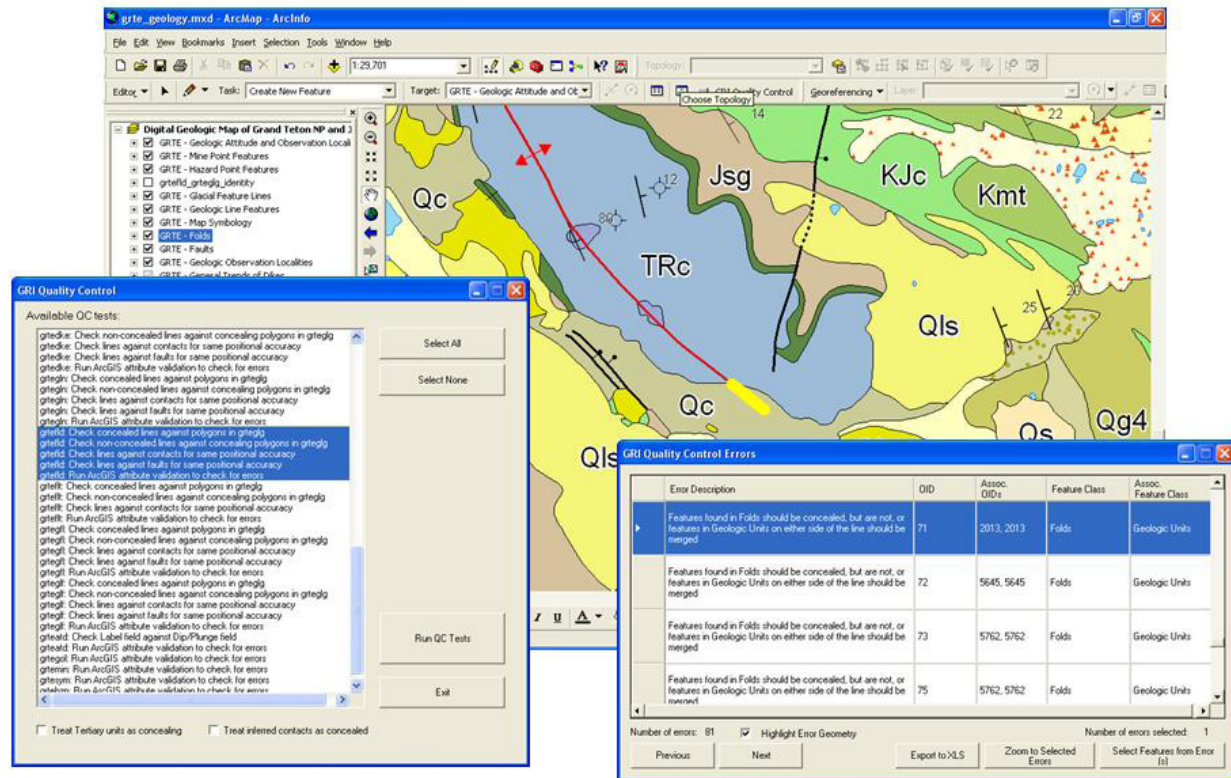 grte_geology.mxd - ArcMap - ArcInfo
File Edit View Bookmarks Insert Selection Tools Window Help
1:29,701
Topology:
Editor Task: Create New Feature Target: GRTE - Geologic Attitude and Ob
Quality Control Georeferencing Layer:
Choose Topology
Digital Geologic Map of Grand Teton NP and J
GRTE - Geologic Attitude and Observation Locali
GRTE - Mine Point Features
GRTE - Hazard Point Features
grtefld_grteglg_identity
GRTE - Glacial Feature Lines
GRTE - Geologic Line Features
GRTE - Map Symbology
GRTE - Folds
GRTE - Faults
GRTE - Geologic Observation Localities
GRTE - General Trends of Dikes
14
22
12
Qc
Jsg
KJc
Kmt
TRc
20
25
Qls
Qc
Qs
Qg4
Qls
GRI Quality Control
Available QC tests:
grtedke: Check non-concealed lines against concealing polygons in grteglg
grtedke: Check lines against contacts for same positional accuracy
grtedke: Check lines against faults for same positional accuracy
grtedke: Run ArcGIS attribute validation to check for errors
grtegln: Check concealed lines against polygons in grteglg
grtegln: Check non-concealed lines against concealing polygons in grteglg
grtegln: Check lines against contacts for same positional accuracy
grtegln: Check lines against faults for same positional accuracy
grtegln: Run ArcGIS attribute validation to check for errors
grtefld: Check concealed lines against polygons in grteglg
grtefld: Check non-concealed lines against concealing polygons in grteglg
grtefld: Check lines against contacts for same positional accuracy
grtefld: Check lines against faults for same positional accuracy
grtefld: Run ArcGIS attribute validation to check for errors
grteflt: Check concealed lines against polygons in grteglg
grteflt: Check non-concealed lines against concealing polygons in grteglg
grteflt: Check lines against contacts for same positional accuracy
grteflt: Run ArcGIS attribute validation to check for errors
grtegfl: Check concealed lines against polygons in grteglg
grtegfl: Check non-concealed lines against concealing polygons in grteglg
grtegfl: Check lines against contacts for same positional accuracy
grtegfl: Check lines against faults for same positional accuracy
grtegfl: Run ArcGIS attribute validation to check for errors
Check concealed lines against polygons in grteglg
Check non-concealed lines against concealing polygons in grteglg
Check lines against contacts for same positional accuracy
Check lines against faults for same positional accuracy
Run ArcGIS attribute validation to check for errors
grteatd: Check Label field against Dip/Plunge field
grteatd: Run ArcGIS attribute validation to check for errors
grtegol: Run ArcGIS attribute validation to check for errors
grtemin: Run ArcGIS attribute validation to check for errors
grtesym: Run ArcGIS attribute validation to check for errors
Run ArcGIS attribute validation to check for errors
Select All
Select None
Run QC Tests
Exit
Treat Tertiary units as concealing Treat inferred contacts as concealed
GRI Quality Control Errors
Error Description OID Assoc. OIDs Feature Class Assoc. Feature Class
Features found in Folds should be concealed, but are not, or
features in Geologic Units on either side of the line should be
merged
71 2013, 2013 Folds Geologic Units
Features found in Folds should be concealed, but are not, or
features in Geologic Units on either side of the line should be
merged
72 5645, 5645 Folds Geologic Units
Features found in Folds should be concealed, but are not, or
features in Geologic Units on either side of the line should be
merged
73 5762, 5762 Folds Geologic Units
Features found in Folds should be concealed, but are not, or
features in Geologic Units on either side of the line should be
merged
75 5762, 5762 Folds Geologic Units
Number of errors: 81 Highlight Error Geometry Number of errors selected: 1
Previous Next Export to XLS Zoom to Selected Errors Select Features from Error (s)